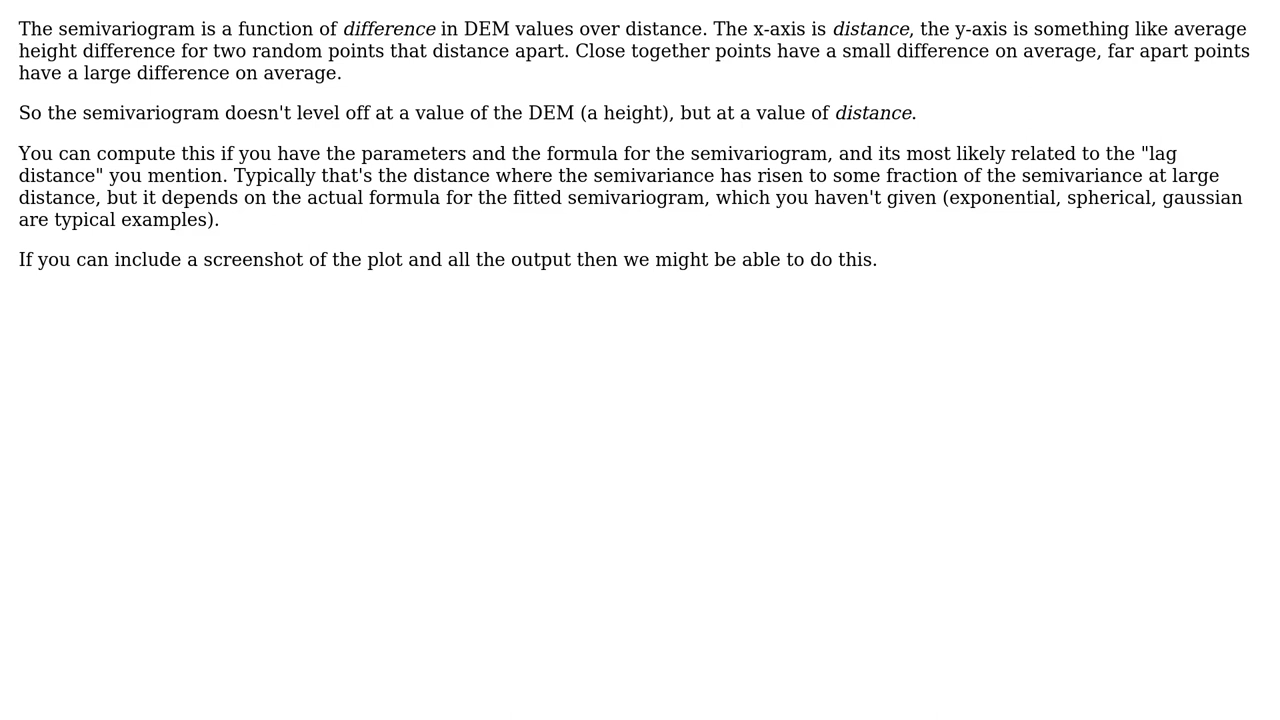 The semivariogram is a function of difference in DEM values over distance. The x-axis is distance, the y-axis is something like average
height difference for two random points that distance apart. Close together points have a small difference on average, far apart points
have a large difference on average.
So the semivariogram doesn't level off at a value of the DEM (a height), but at a value of distance.
You can compute this if you have the parameters and the formula for the semivariogram, and its most likely related to the "lag
distance" you mention. Typically that's the distance where the semivariance has risen to some fraction of the semivariance at large
distance, but it depends on the actual formula for the fitted semivariogram, which you haven't given (exponential, spherical, gaussian
are typical examples).
If you can include a screenshot of the plot and all the output then we might be able to do this.